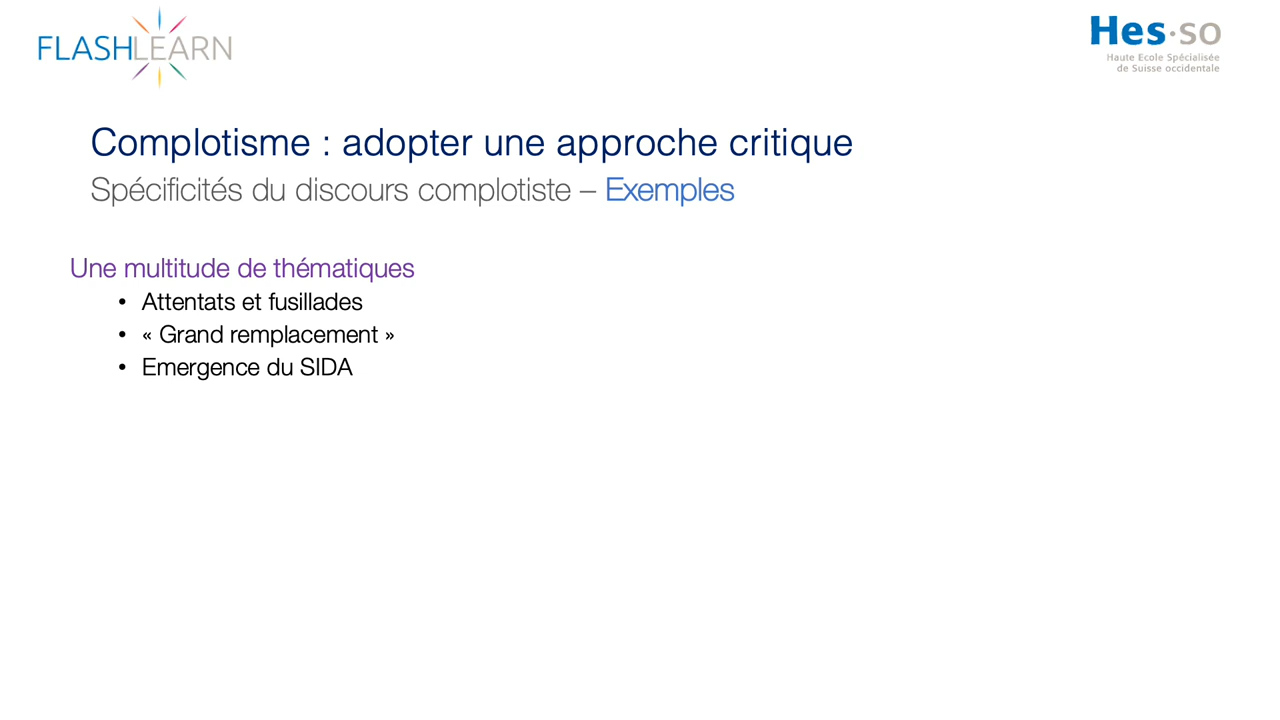 FLASHLEARN
Hes·so
Haute Ecole Spécialisée
de Suisse occidentale
Complotisme : adopter une approche critique
Spécificités du discours complotiste – Exemples
Une multitude de thématiques
• Attentats et fusillades
• « Grand remplacement »
• Emergence du SIDA